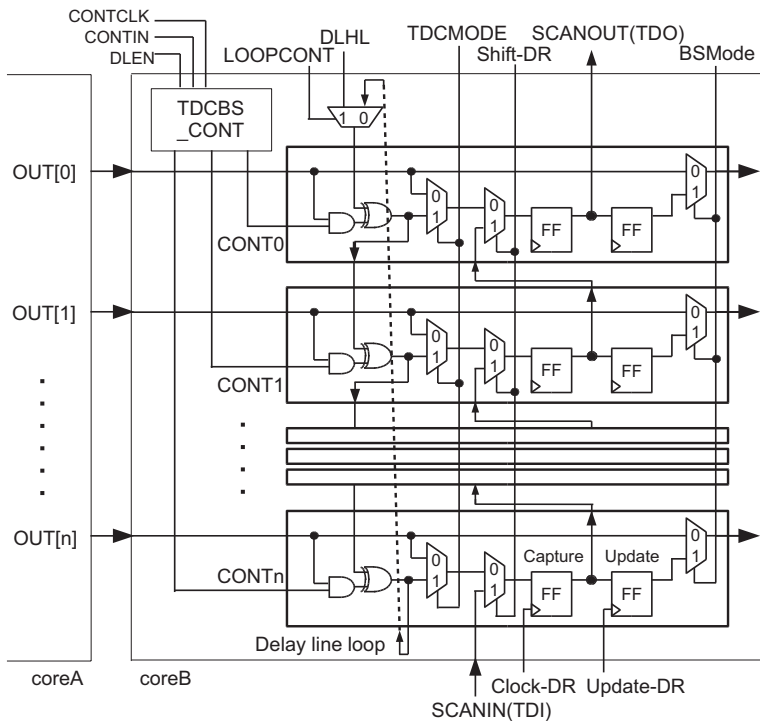 CONTCLK
CONTIN
DLEN
DLHL
LOOPCONT
TDCMODE
SCANOUT(TDO)
Shift-DR
BSMode
TDCBS
_CONT
1 0
OUT[0]
0
1
0
1
FF
FF
0
1
CONT0
OUT[1]
0
1
0
1
FF
FF
0
1
CONT1
OUT[n]
0
1
0
1
Capture
FF
Update
FF
0
1
CONTn
Delay line loop
coreA
coreB
Clock-DR
Update-DR
SCANIN(TDI)